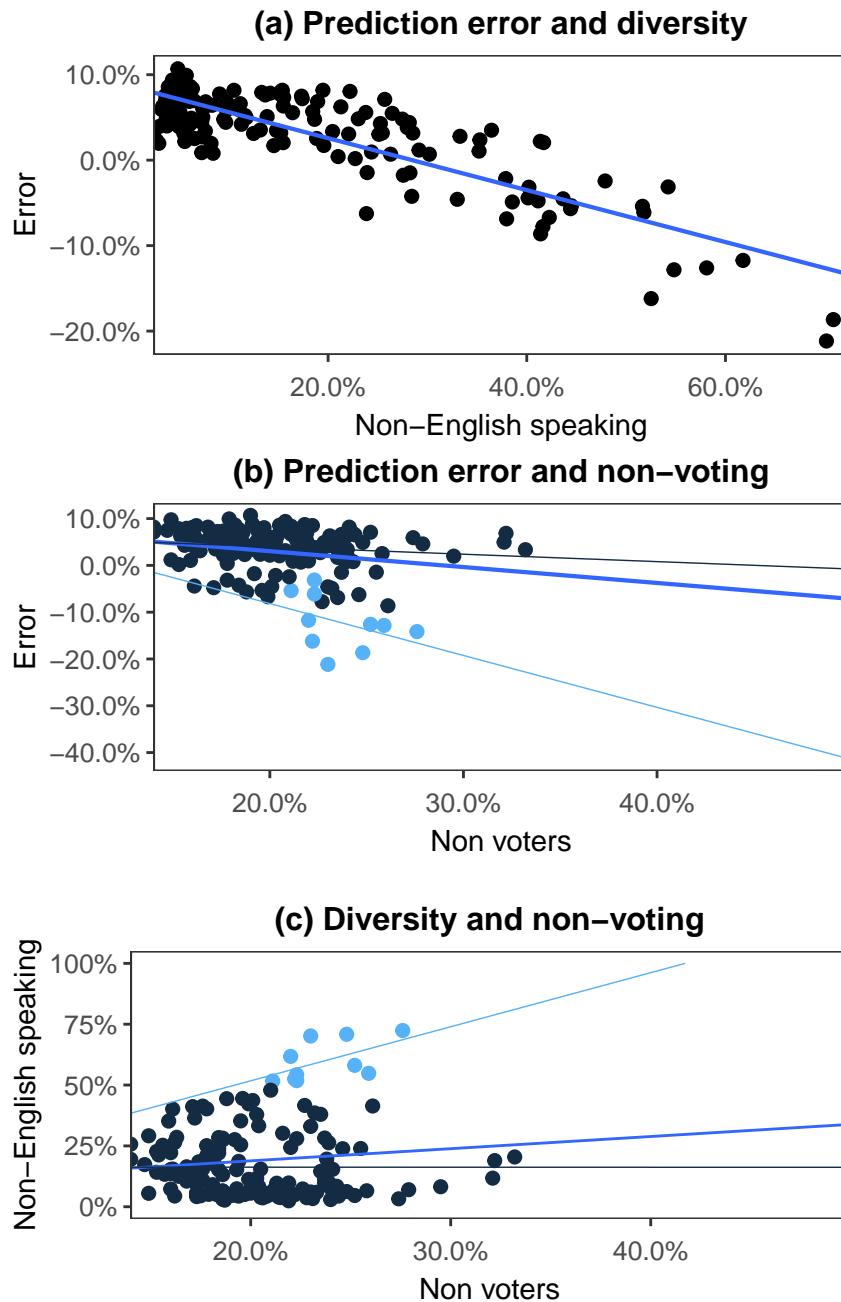 (a) Prediction error and diversity
10.0%
0.0%
−10.0%
−20.0%
Error
20.0% 40.0% 60.0%
Non−English speaking
(b) Prediction error and non−voting
10.0%
0.0%
−10.0%
−20.0%
−30.0%
−40.0%
Error
20.0% 30.0% 40.0%
Non voters
(c) Diversity and non−voting
100%
75%
50%
25%
0%
Non−English speaking
20.0% 30.0% 40.0%
Non voters